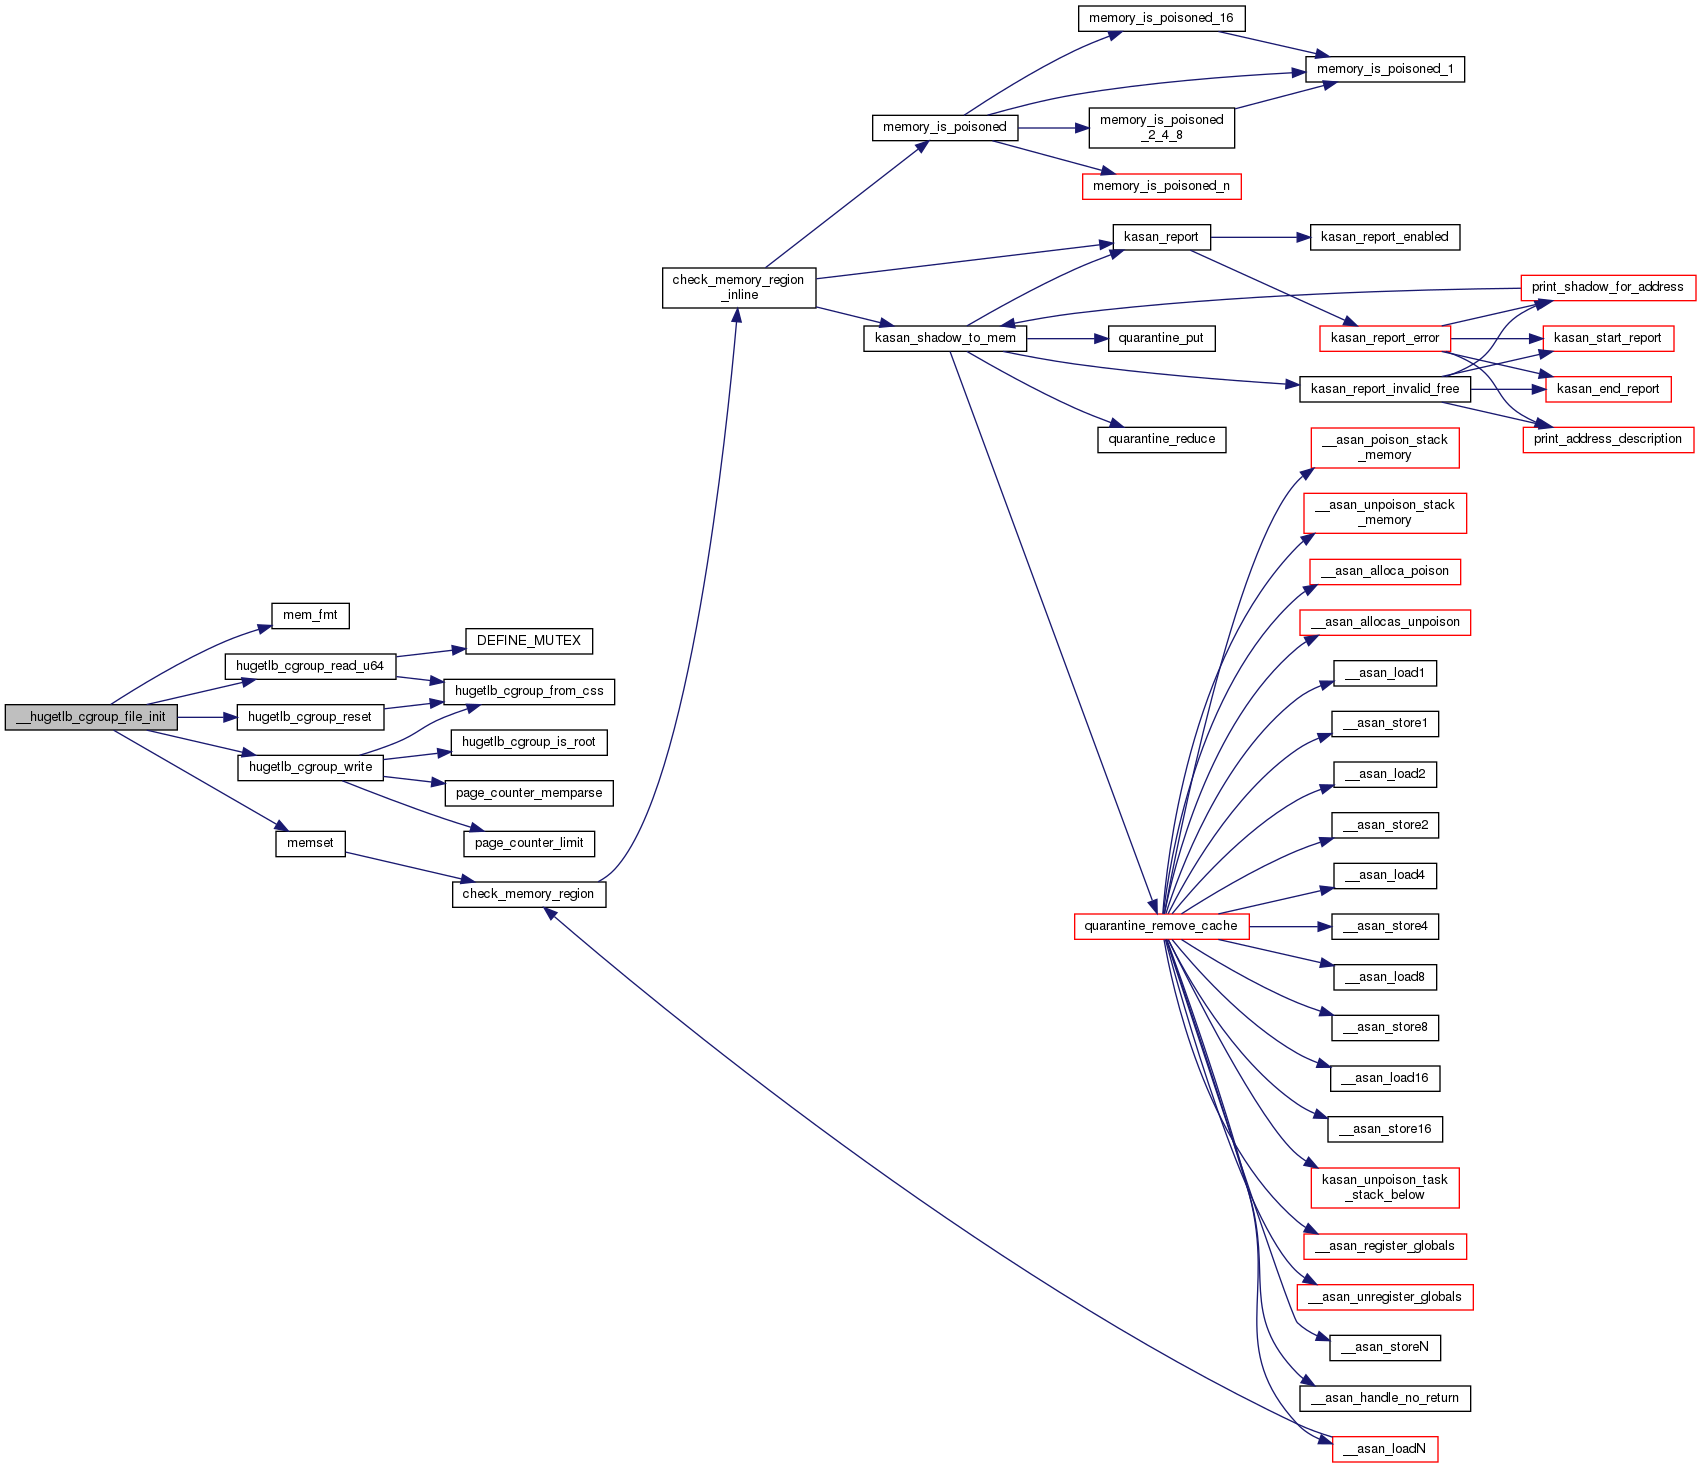 memory_is_poisoned_16
memory_is_poisoned_1
memory_is_poisoned
memory_is_poisoned
_2_4_8
memory_is_poisoned_n
kasan_report
kasan_report_enabled
check_memory_region
_inline
print_shadow_for_address
kasan_shadow_to_mem
quarantine_put
kasan_report_error
kasan_start_report
kasan_report_invalid_free
kasan_end_report
quarantine_reduce
print_address_description
__asan_poison_stack
_memory
__asan_unpoison_stack
_memory
__asan_alloca_poison
__asan_allocas_unpoison
mem_fmt
DEFINE_MUTEX
hugetlb_cgroup_read_u64
hugetlb_cgroup_from_css
__asan_load1
__hugetlb_cgroup_file_init
hugetlb_cgroup_reset
__asan_store1
hugetlb_cgroup_is_root
hugetlb_cgroup_write
__asan_load2
page_counter_memparse
__asan_store2
memset
page_counter_limit
__asan_load4
check_memory_region
quarantine_remove_cache
__asan_store4
__asan_load8
__asan_store8
__asan_load16
__asan_store16
kasan_unpoison_task
_stack_below
__asan_register_globals
__asan_unregister_globals
__asan_storeN
__asan_handle_no_return
__asan_loadN